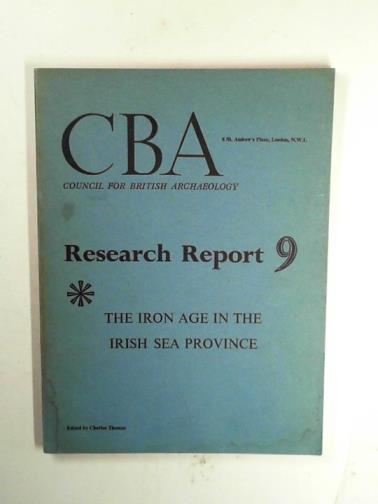 CBA
8 St. Andrew's Place, London, N.W.1.
COUNCIL FOR BRITISH ARCHAEOLOGY
Research Report 9
THE IRON AGE IN THE
IRISH SEA PROVINCE
Edited by Charles Thomas